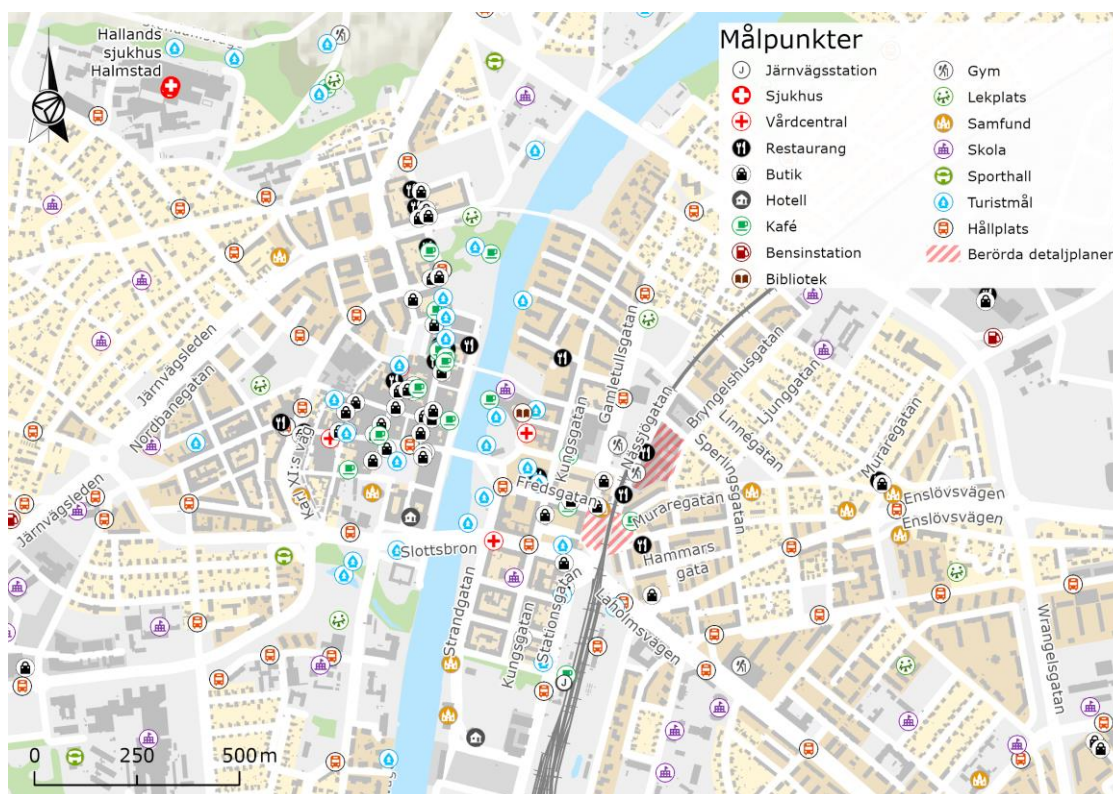 Hallands
sjukhus
Halmstad
Målpunkter
J Järnvägsstation
Sjukhus
Vårdcentral
Restaurang
Butik
Hotell
Kafé
Bensinstation
Bibliotek
Gym
Lekplats
Samfund
Skola
Sporthall
Turistmål
Hållplats
Berörda detaljplaner
Järnvägsleden
Nordbanegatan
Karl XI:s väg
Järnvägsleden
Slottsbron
Strandgatan
Kungsgatan
Stationsgatan
Laholmsvägen
Fredsgatan
Kungsgatan
Gamletullsgatan
Nässjögatan
Bryngelshusgatan
Linnégatan
Ljunggatan
Sperlingsgatan
Muraregatan
Muraregatan
Hammars
gata
Enslövsvägen
Enslövsvägen
Wrangelsgatan
J
0 250 500 m